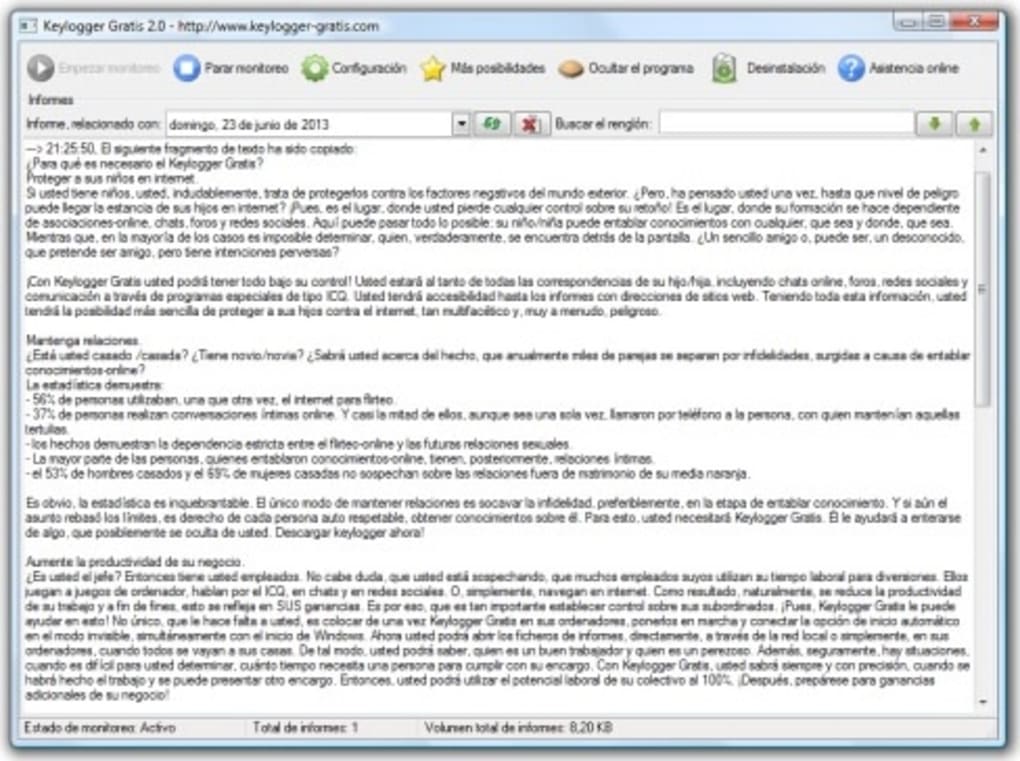 Keylogger Gratis 2.0 - http://www.keylogger-gratis.com
Empezar monitoreo Parar monitoreo Configuración Más posibilidades Ocultar el programa Desinstalación Asistencia online
Informes
Informe, relacionado con: domingo, 23 de junio de 2013 Buscar el renglón:
--> 21:25:50, El siguiente fragmento de texto ha sido copiado:
¿Para qué es necesario el Keylogger Gratis?
Proteger a sus niños en internet.
Si usted tiene niños, usted, indudablemente, trata de protegerlos contra los factores negativos del mundo exterior. ¿Pero, ha pensado usted una vez, hasta que nivel de peligro
puede llegar la estancia de sus hijos en internet? ¡Pues, es el lugar, donde usted pierde cualquier control sobre su retoño! Es el lugar, donde su formación se hace dependiente
de asociaciones-online, chats, foros y redes sociales. Aquí puede pasar todo lo posible: su niño/niña puede entablar conocimientos con cualquier, que sea y donde, que sea.
Mientras que, en la mayoría de los casos es imposible determinar, quien, verdaderamente, se encuentra detrás de la pantalla. ¿Un sencillo amigo o, puede ser, un desconocido,
que pretende ser amigo, pero tiene intenciones perversas?
¡Con Keylogger Gratis usted podrá tener todo bajo su control! Usted estará al tanto de todas las correspondencias de su hijo/hija, incluyendo chats online, foros, redes sociales y
comunicación a través de programas especiales de tipo ICQ. Usted tendrá accesibilidad hasta los informes con direcciones de sitios web. Teniendo toda esta información, usted
tendrá la posibilidad más sencilla de proteger a sus hijos contra el internet, tan multifacético y, muy a menudo, peligroso.
Mantenga relaciones.
¿Está usted casado /casada? ¿Tiene novio/novia? ¿Sabrá usted acerca del hecho, que anualmente miles de parejas se separan por infidelidades, surgidas a causa de entablar
conocimientos-online?
La estadística demuestra:
- 56% de personas utilizaban, una que otra vez, el internet para flirteo.
- 37% de personas realizan conversaciones íntimas online. Y casi la mitad de ellos, aunque sea una sola vez, llamaron por teléfono a la persona, con quien mantenían aquellas
tertulias.
- los hechos demuestran la dependencia estricta entre el flirteo-online y las futuras relaciones sexuales.
- La mayor parte de las personas, quienes entablaron conocimientos-online, tienen, posteriormente, relaciones íntimas.
- el 53% de hombres casados y el 69% de mujeres casadas no sospechan sobre las relaciones fuera de matrimonio de su media naranja.
Es obvio, la estadística es inquebrantable. El único modo de mantener relaciones es socavar la infidelidad, preferiblemente, en la etapa de entablar conocimiento. Y si aún el
asunto rebasó los límites, es derecho de cada persona auto respetable, obtener conocimientos sobre él. Para esto, usted necesitará Keylogger Gratis. Él le ayudará a enterarse
de algo, que posiblemente se oculta de usted. Descargar keylogger ahora!
Aumente la productividad de su negocio.
¿Es usted el jefe? Entonces tiene usted empleados. No cabe duda, que usted está sospechando, que muchos empleados suyos utilizan su tiempo laboral para diversiones. Ellos
juegan a juegos de ordenador, hablan por el ICQ, en chats y en redes sociales. O, simplemente, navegan en internet. Como resultado, naturalmente, se reduce la productividad
de su trabajo y a fin de fines, esto se refleja en SUS ganancias. Es por eso, que es tan importante establecer control sobre sus subordinados. ¡Pues, Keylogger Gratis le puede
ayudar en esto! No único, que le hace falta a usted, es colocar de una vez Keylogger Gratis en sus ordenadores, ponerlos en marcha y conectar la opción de inicio automático
en el modo invisible, simultáneamente con el inicio de Windows. Ahora usted podrá abrir los ficheros de informes, directamente, a través de la red local o simplemente, en sus
ordenadores, cuando todos se vayan a sus casas. De tal modo, usted podrá saber, quien es un buen trabajador y quien es un perezoso. Además, seguramente, hay situaciones,
cuando es difícil para usted determinar, cuánto tiempo necesita una persona para cumplir con su encargo. Con Keylogger Gratis, usted sabrá siempre y con precisión, cuando se
habrá hecho el trabajo y se puede presentar otro encargo. Entonces, usted podrá utilizar el potencial laboral de su colectivo al 100%. ¡Después, prepárese para ganancias
adicionales de su negocio!
Estado de monitoreo: Activo Total de informes: 1 Volumen total de informes: 8,20 KB